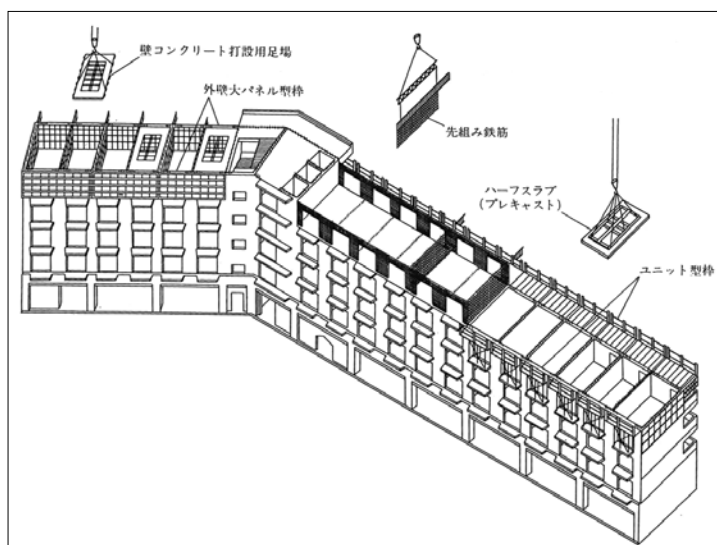 壁コンクリート打設用足場
外壁大パネル型枠
先組み鉄筋
ハーフスラブ
(プレキャスト)
ユニット型枠